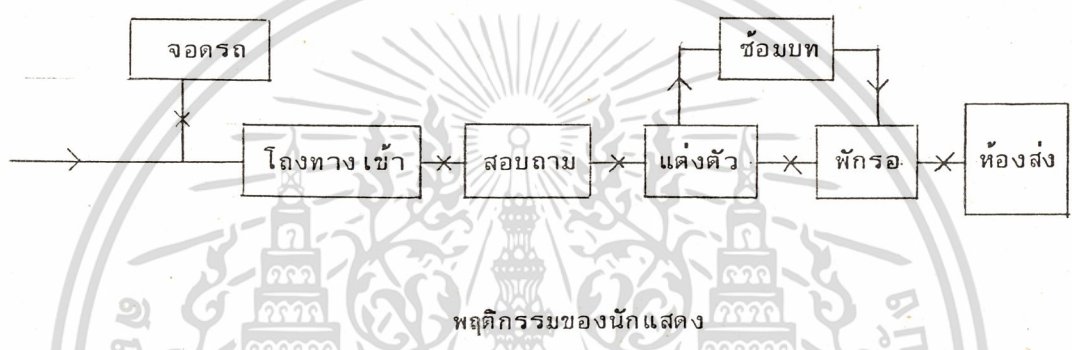 จอดรถ
ซ้อมบท
โถงทางเข้า
สอบถาม
แต่งตัว
พักรอ
ห้องส่ง
พฤติกรรมของนักแสดง